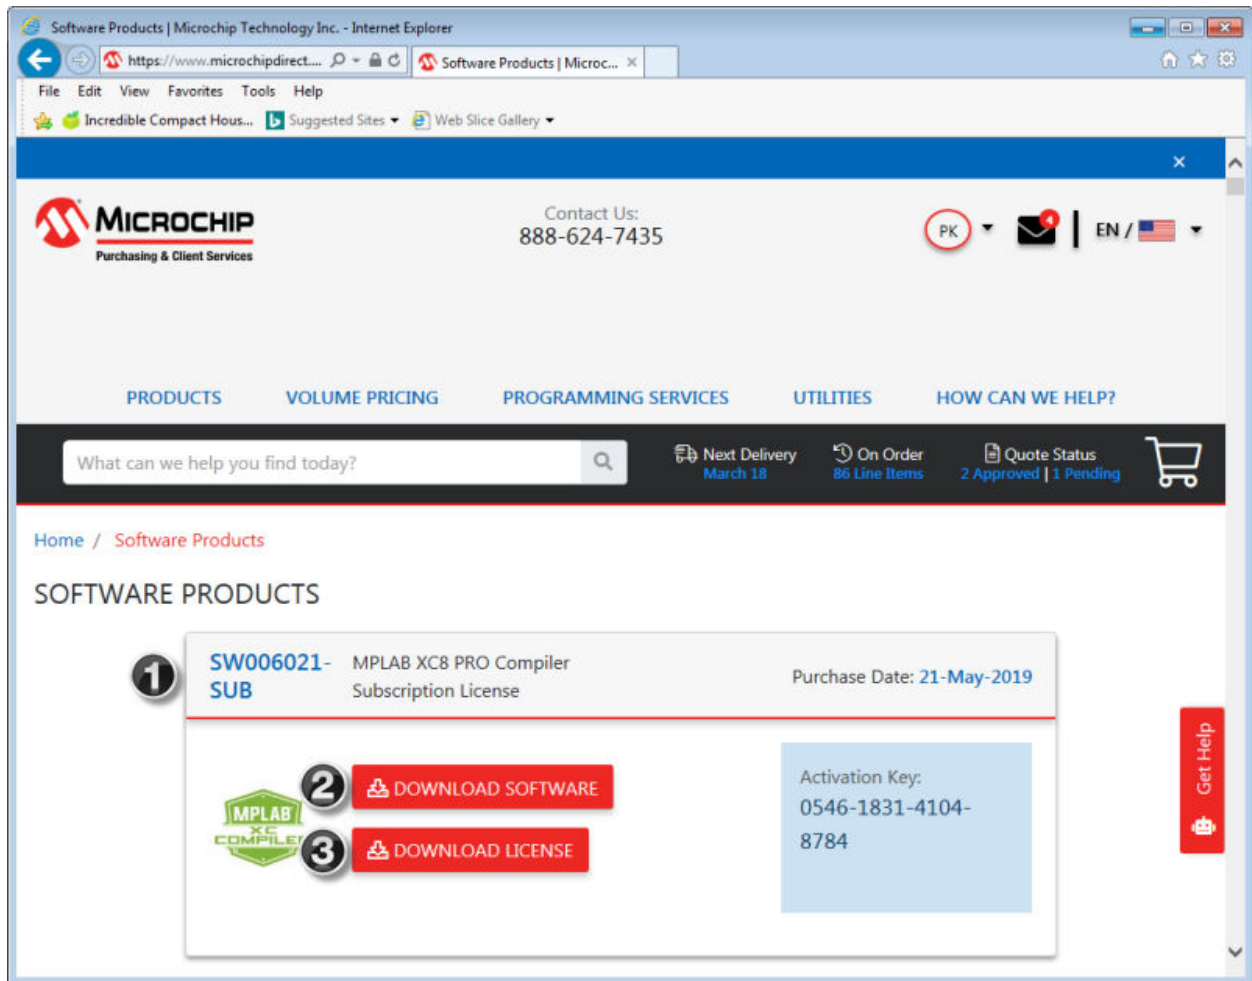 Software Products | Microchip Technology Inc. - Internet Explorer
https://www.microchipdirect.... Software Products | Microc...
File Edit View Favorites Tools Help
Incredible Compact Hous... Suggested Sites Web Slice Gallery
MICROCHIP
Purchasing & Client Services
Contact Us:
888-624-7435
PK
4
EN /
PRODUCTS VOLUME PRICING PROGRAMMING SERVICES UTILITIES HOW CAN WE HELP?
What can we help you find today?
Next Delivery
March 18
On Order
86 Line Items
Quote Status
2 Approved | 1 Pending
Home / Software Products
SOFTWARE PRODUCTS
1
SW006021-
SUB
MPLAB XC8 PRO Compiler
Subscription License
Purchase Date: 21-May-2019
MPLAB
XC
COMPILER
2
DOWNLOAD SOFTWARE
3
DOWNLOAD LICENSE
Activation Key:
0546-1831-4104-
8784
Get Help